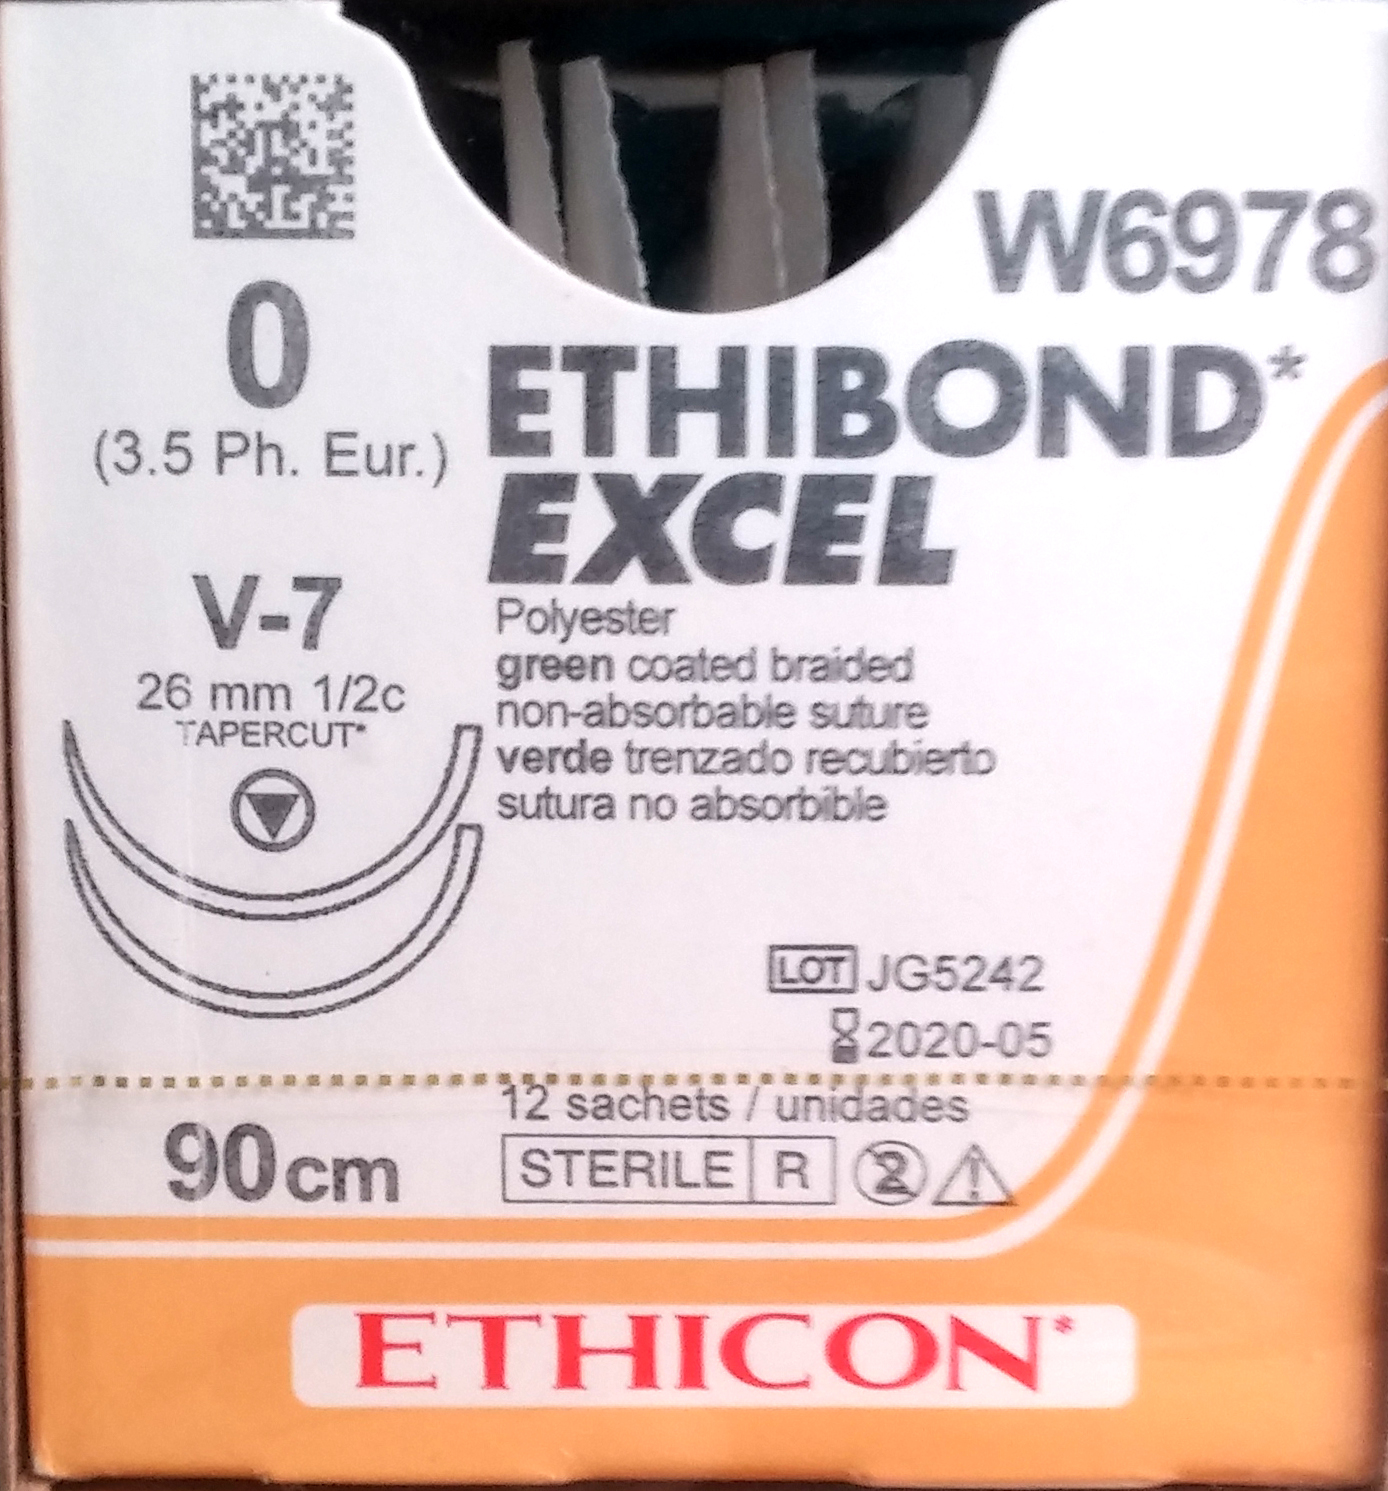 W6978
0
(3.5 Ph. Eur.)
ETHIBOND*
EXCEL
V-7
26 mm 1/2c
TAPERCUT*
Polyester
green coated braided
non-absorbable suture
verde trenzado recubierto
sutura no absorbible
LOT JG5242
2020-05
12 sachets / unidades
90cm
STERILE R 2 !
ETHICON*